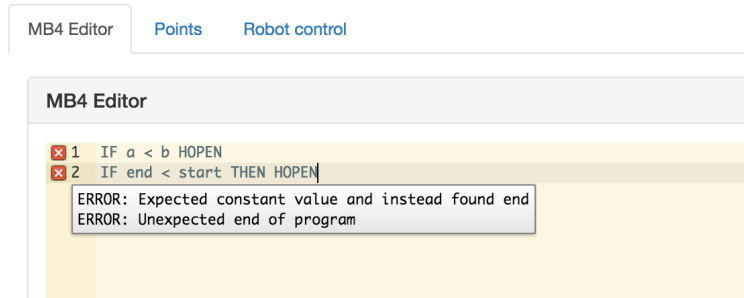 MB4 Editor Points Robot control
MB4 Editor
1 IF a < b HOPEN
2 IF end < start THEN HOPEN
ERROR: Expected constant value and instead found end
ERROR: Unexpected end of program